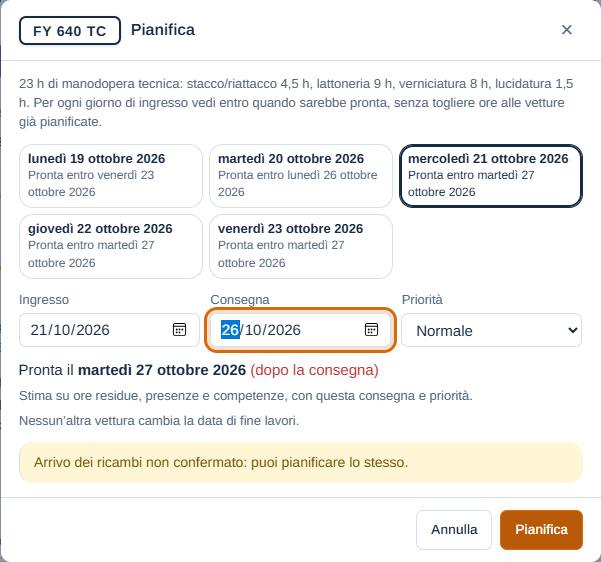 FY 640 TC Pianifica
23 h di manodopera tecnica: stacco/riattacco 4,5 h, lattoneria 9 h, verniciatura 8 h, lucidatura 1,5
h. Per ogni giorno di ingresso vedi entro quando sarebbe pronta, senza togliere ore alle vetture
già pianificate.
lunedì 19 ottobre 2026
Pronta entro venerdì 23
ottobre 2026
martedì 20 ottobre 2026
Pronta entro lunedì 26 ottobre
2026
mercoledì 21 ottobre 2026
Pronta entro martedì 27
ottobre 2026
giovedì 22 ottobre 2026
Pronta entro martedì 27
ottobre 2026
venerdì 23 ottobre 2026
Pronta entro martedì 27
ottobre 2026
Ingresso
21/10/2026
Consegna
26/10/2026
Priorità
Normale
Pronta il martedì 27 ottobre 2026 (dopo la consegna)
Stima su ore residue, presenze e competenze, con questa consegna e priorità.
Nessun'altra vettura cambia la data di fine lavori.
Arrivo dei ricambi non confermato: puoi pianificare lo stesso.
Annulla
Pianifica